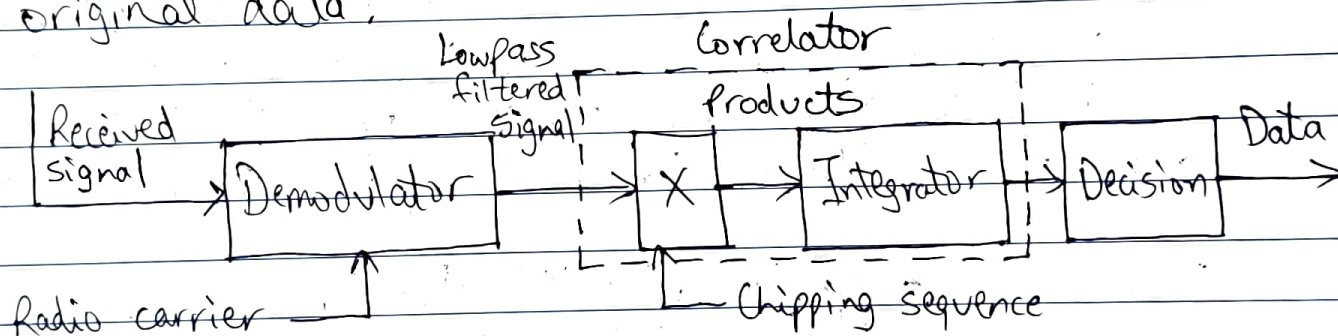 original data.
Correlator
Lowpass
filtered
signal
Products
Received
signal
Demodulator
X
Integrator
Decision
Data
Radio carrier
Chipping sequence